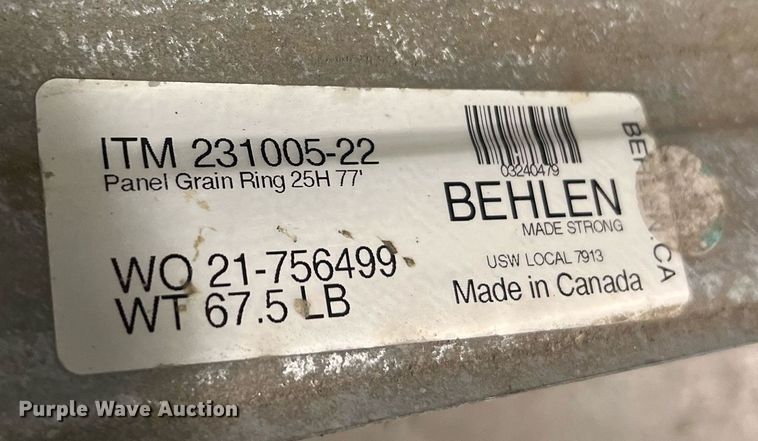 ITM 231005-22
Panel Grain Ring 25H 77'
WO 21-756499
WT 67.5 LB
03240479
BEHLEN
MADE STRONG
USW LOCAL 7913
Made in Canada
.CA
Purple Wave Auction